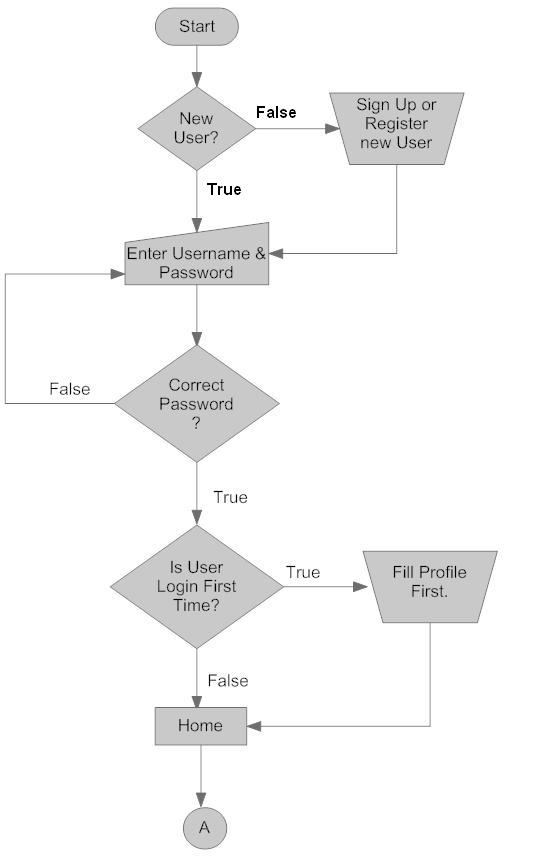 Start
New
User?
False
Sign Up or
Register
new User
True
Enter Username &
Password
False
Correct
Password
?
True
Is User
Login First
Time?
True
Fill Profile
First.
False
Home
A